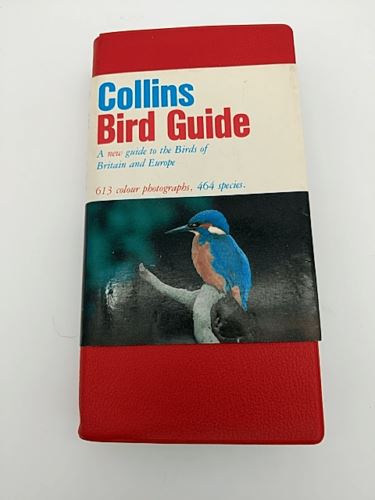 Collins
Bird Guide
A new guide to the Birds of
Britain and Europe
613 colour photographs, 464 species.